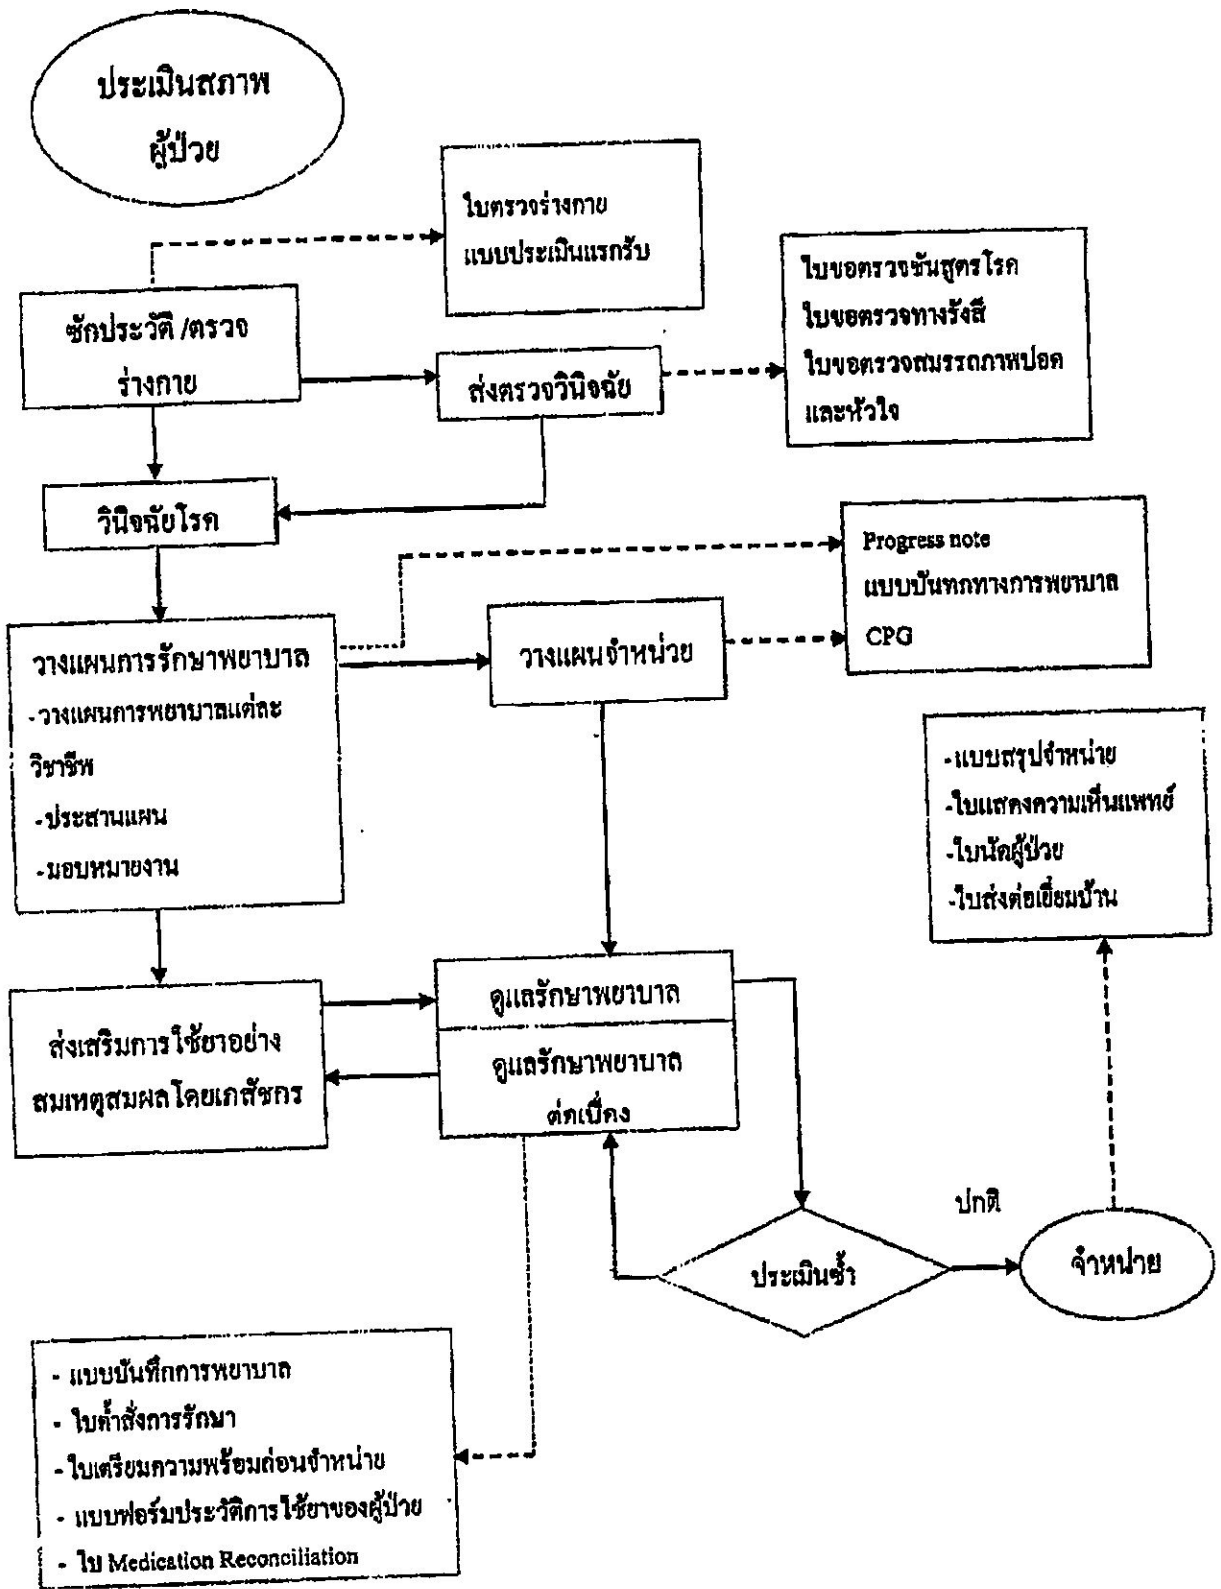 ประเมินสภาพ
ผู้ป่วย
ใบตรวจร่างกาย
แบบประเมินแรกรับ
ซักประวัติ /ตรวจ
ร่างกาย
ส่งตรวจวินิจฉัย
ใบขอตรวจชันสูตรโรค
ใบขอตรวจทางรังสี
ใบขอตรวจสมรรถภาพปอด
และหัวใจ
วินิจฉัยโรค
Progress note
แบบบันทกทางการพยาบาล
CPG
วางแผนการรักษาพยาบาล
-วางแผนการพยาบาลแต่ละ
วิชาชีพ
-ประสานแผน
-มอบหมายงาน
วางแผนจำหน่วย
-แบบสรุปจำหน่าย
-ใบแสดงความเห็นแพทย์
-ใบนัดผู้ป่วย
-ใบส่งต่อเยี่ยมบ้าน
ส่งเสริมการใช้ยาอย่าง
สมเหตุสมผลโดยเภสัชกร
ดูแลรักษาพยาบาล
ดูแลรักษาพยาบาล
ต่อเนื่อง
ปกติ
ประเมินซ้ำ
จำหน่าย
- แบบบันทึกการพยาบาล
- ใบคำสั่งการรักษา
-ใบเตรียมความพร้อมก่อนจำหน่าย
- แบบฟอร์มประวัติการใช้ยาของผู้ป่วย
- ใบ Medication Reconciliation